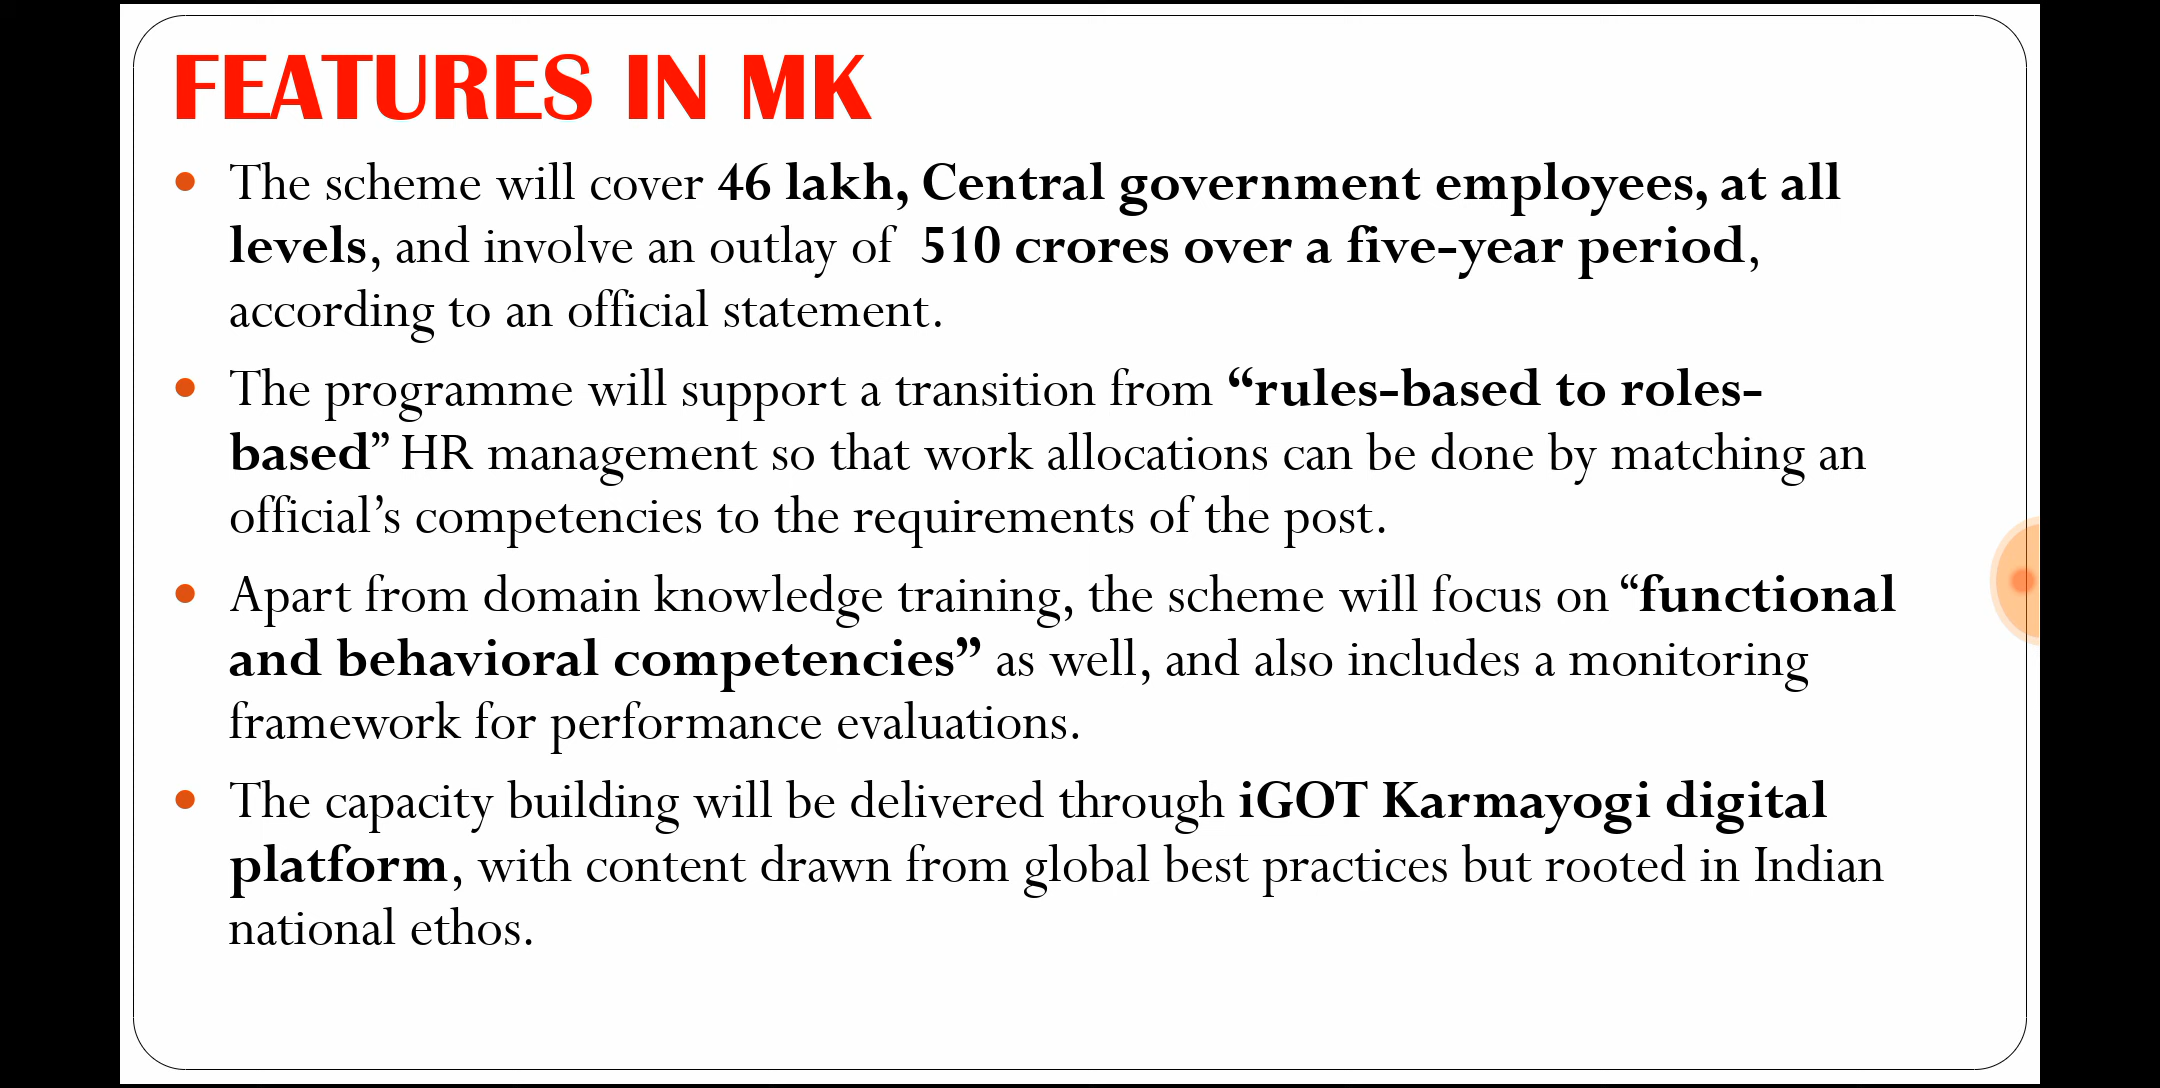 FEATURES IN MK
The scheme will cover 46 lakh, Central government employees, at all
levels, and involve an outlay of 510 crores over a five-year period,
according to an official statement.
The programme will support a transition from “rules-based to roles-
based” HR management so that work allocations can be done by matching an
official’s competencies to the requirements of the post.
Apart from domain knowledge training, the scheme will focus on “functional
and behavioral competencies” as well, and also includes a monitoring
framework for performance evaluations.
The capacity building will be delivered through iGOT Karmayogi digital
platform, with content drawn from global best practices but rooted in Indian
national ethos.